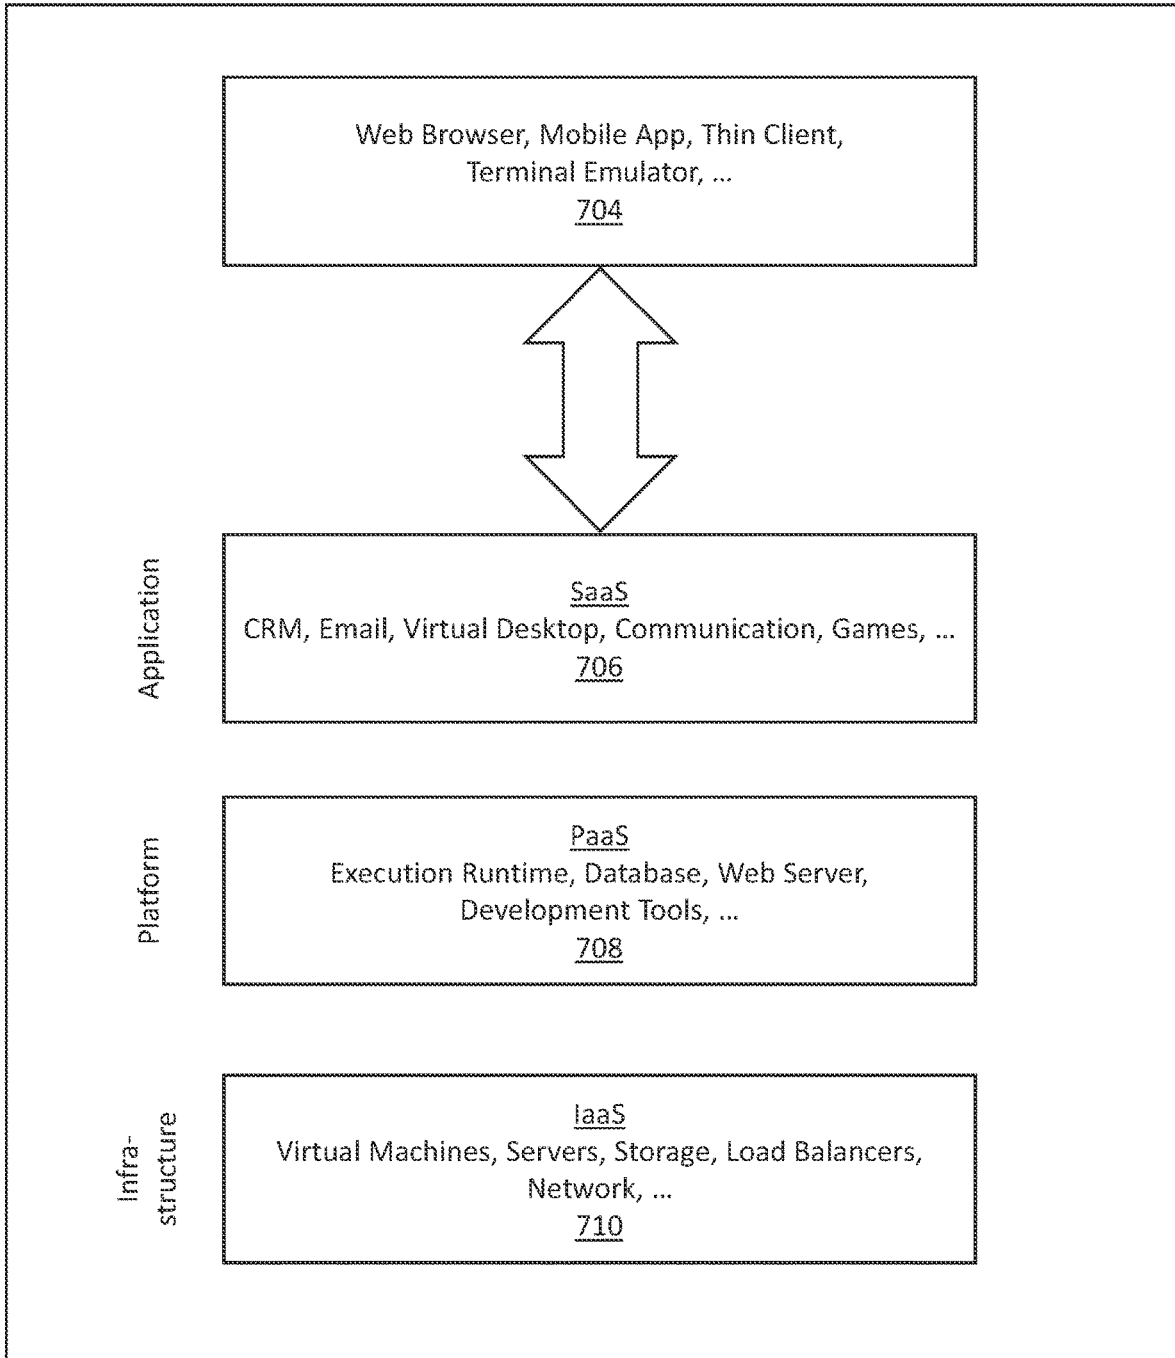 Web Browser, Mobile App, Thin Client,
Terminal Emulator, ...
704
Application
SaaS
CRM, Email, Virtual Desktop, Communication, Games, ...
706
Platform
PaaS
Execution Runtime, Database, Web Server,
Development Tools, ...
708
Infra-
structure
IaaS
Virtual Machines, Servers, Storage, Load Balancers,
Network, ...
710